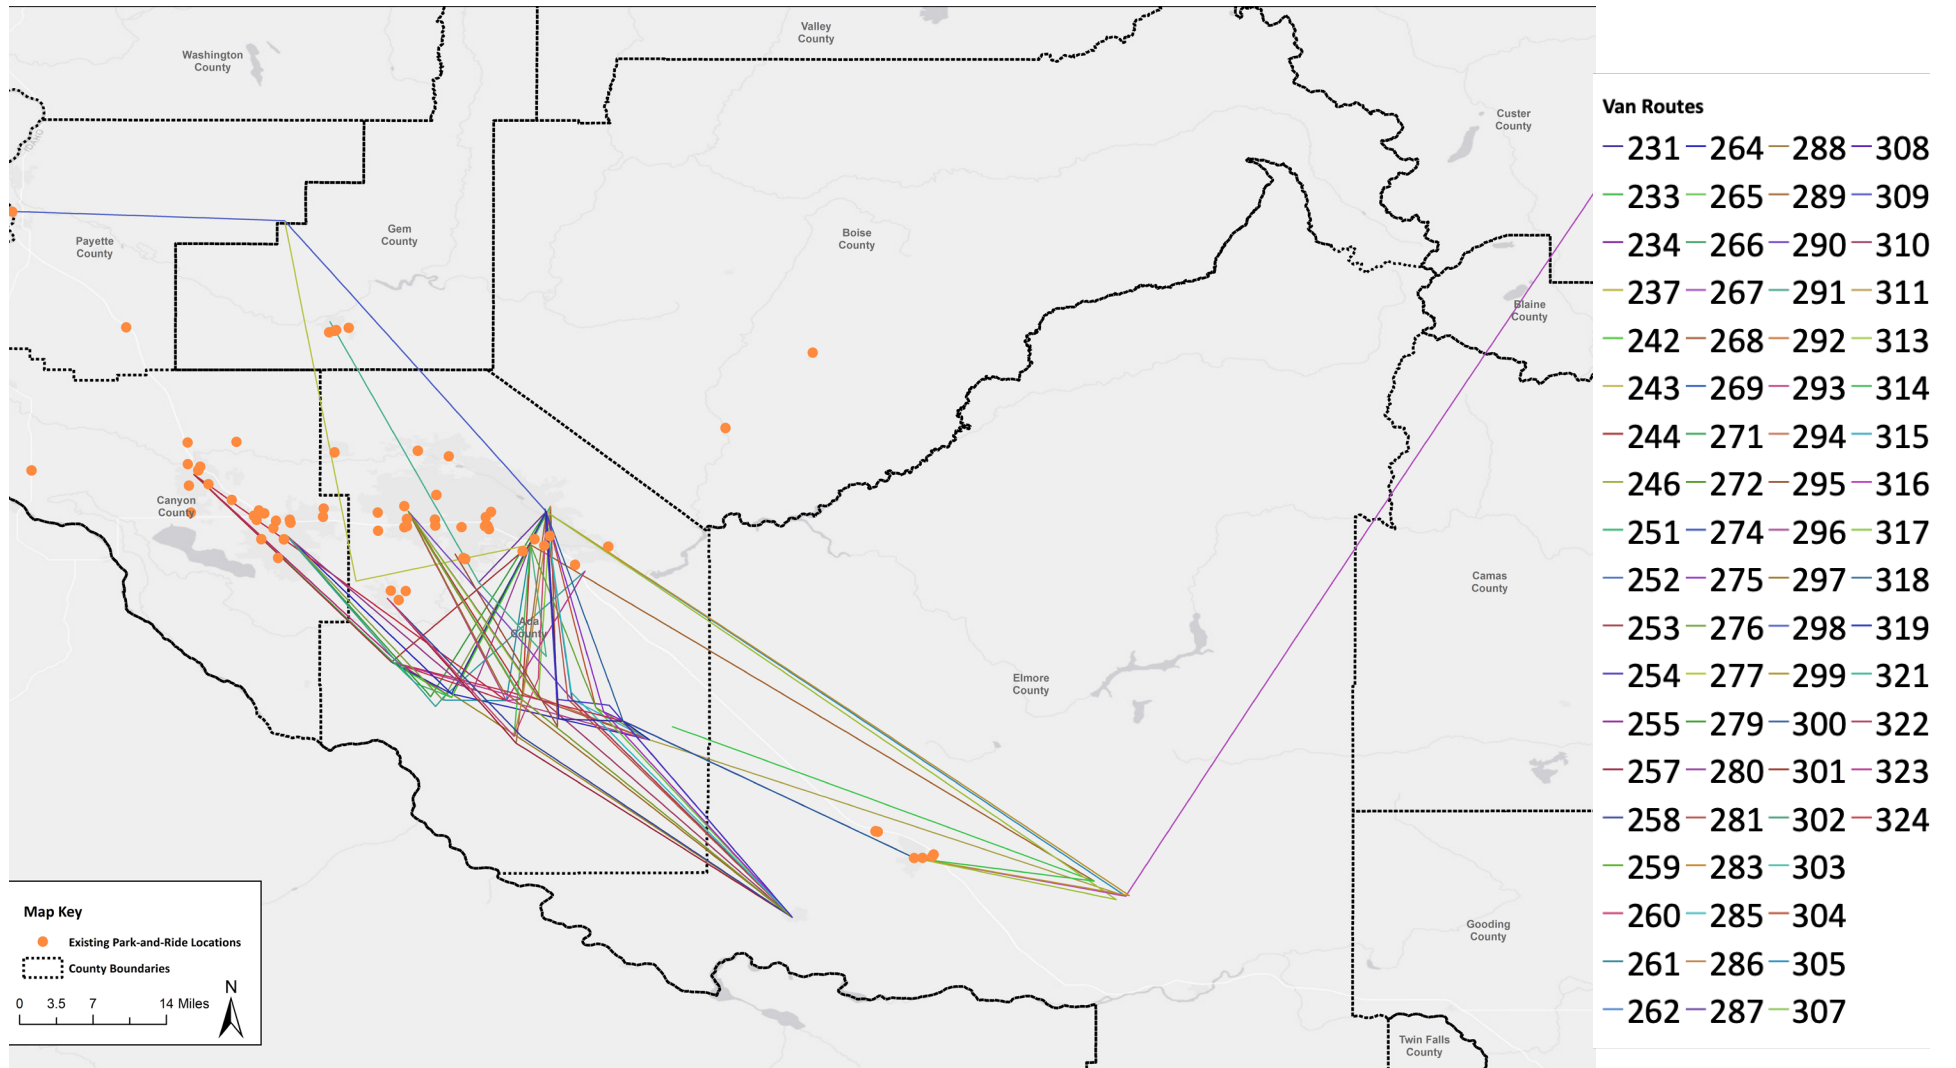 Valley
County
Washington
County
Custer
County
Payette
County
Gem
County
Boise
County
Blaine
County
Canyon
County
Ada
County
Camas
County
Elmore
County
Gooding
County
Twin Falls
County
Map Key
Existing Park-and-Ride Locations
County Boundaries
N
0 3.5 7 14 Miles
Van Routes
231 264 288 308
233 265 289 309
234 266 290 310
237 267 291 311
242 268 292 313
243 269 293 314
244 271 294 315
246 272 295 316
251 274 296 317
252 275 297 318
253 276 298 319
254 277 299 321
255 279 300 322
257 280 301 323
258 281 302 324
259 283 303
260 285 304
261 286 305
262 287 307